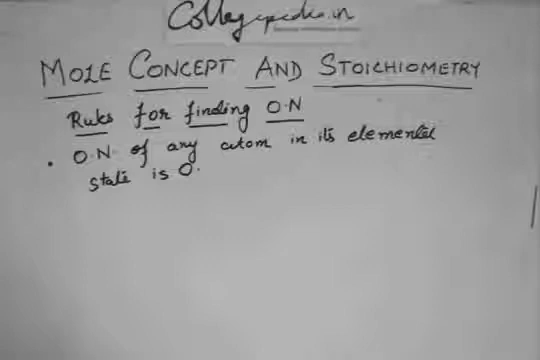 Collegepedia.in
MOLE CONCEPT AND STOICHIOMETRY
Rules for finding O.N
• O.N. of any atom in its elemental
state is 0.